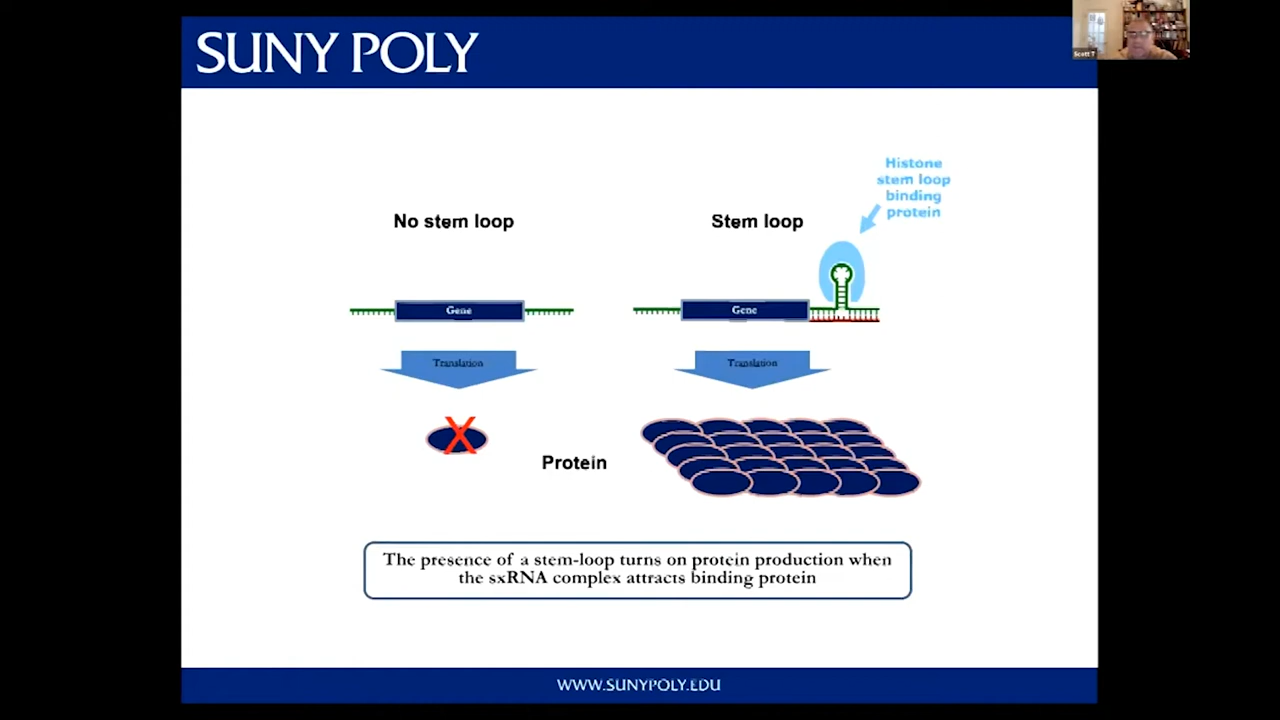 SUNY POLY
Scott T
Histone
stem loop
binding
protein
No stem loop
Stem loop
Gene
Gene
Translation
Translation
Protein
The presence of a stem-loop turns on protein production when
the sxRNA complex attracts binding protein
WWW.SUNYPOLY.EDU